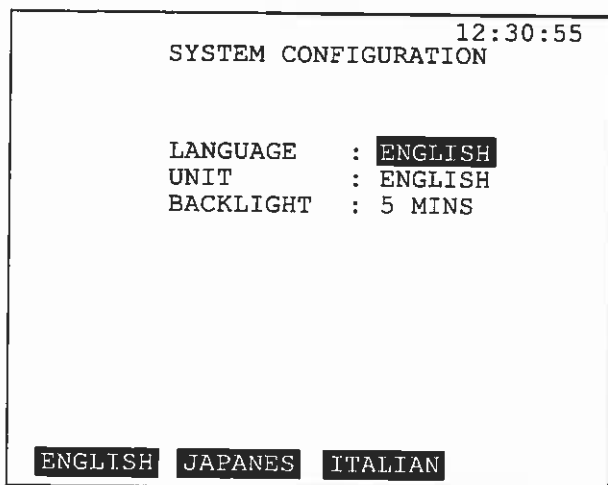 12:30:55
SYSTEM CONFIGURATION
LANGUAGE : ENGLISH
UNIT : ENGLISH
BACKLIGHT : 5 MINS
ENGLISH JAPANES ITALIAN